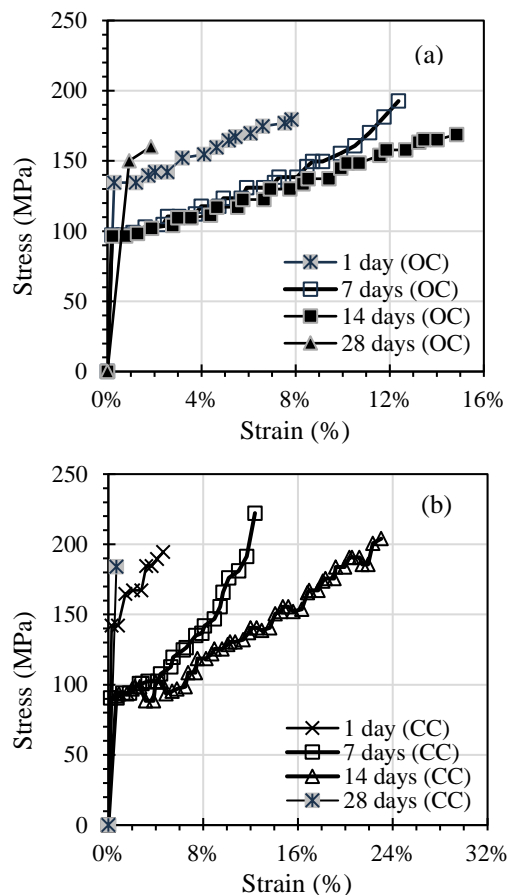 (a)
250
200
150
100
50
0
Stress (MPa)
1 day (OC)
7 days (OC)
14 days (OC)
28 days (OC)
0% 4% 8% 12% 16%
Strain (%)
(b)
250
200
150
100
50
0
Stress (MPa)
1 day (CC)
7 days (CC)
14 days (CC)
28 days (CC)
0% 8% 16% 24% 32%
Strain (%)